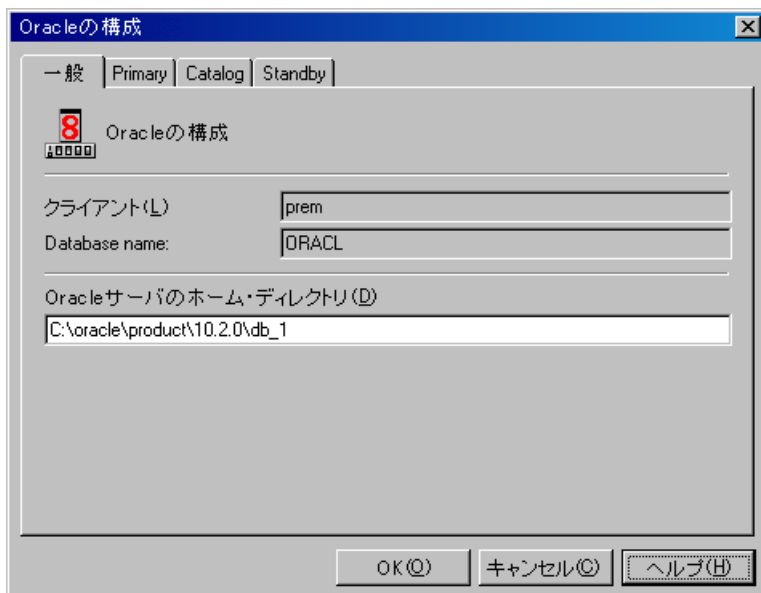 Oracleの構成
一般 Primary Catalog Standby
8
Oracleの構成
クライアント(L) prem
Database name: ORACL
Oracleサーバのホーム・ディレクトリ(D)
C:\oracle\product\10.2.0\db_1
OK(O) キャンセル(C) ヘルプ(H)